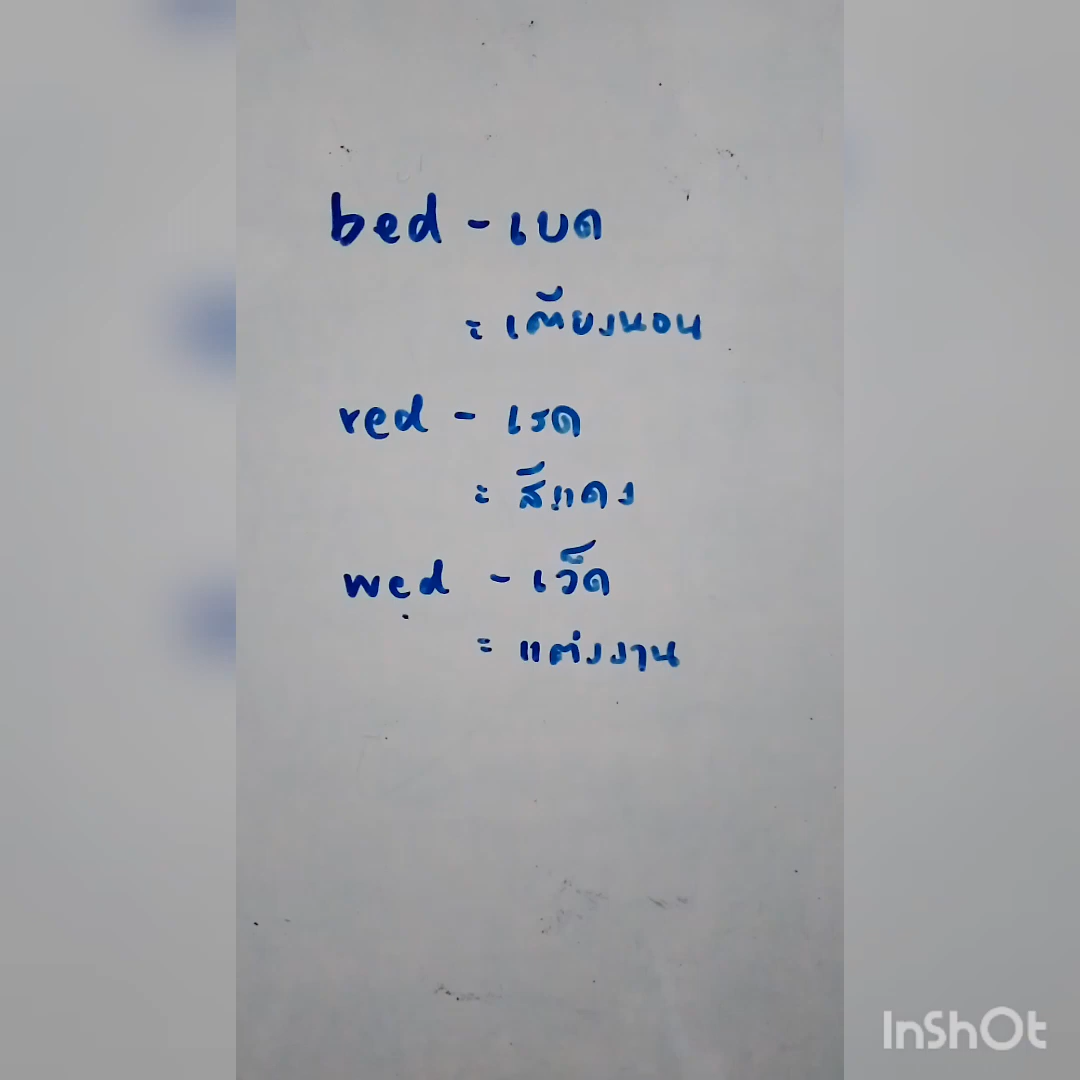 bed - เบด
= เตียงนอน
red - เรด
= สีแดง
wed - เว็ด
= แต่งงาน
InShOt